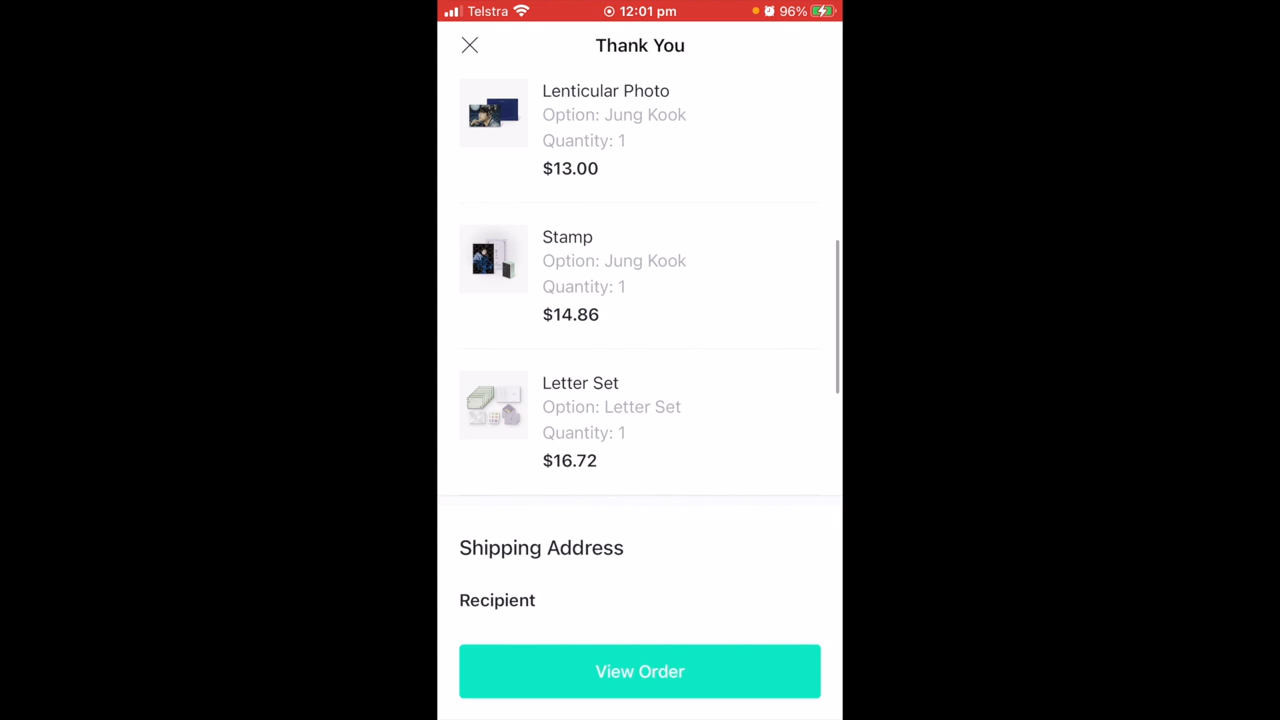 Telstra 12:01 pm 96%
Thank You
Lenticular Photo
Option: Jung Kook
Quantity: 1
$13.00
Stamp
Option: Jung Kook
Quantity: 1
$14.86
Letter Set
Option: Letter Set
Quantity: 1
$16.72
Shipping Address
Recipient
View Order